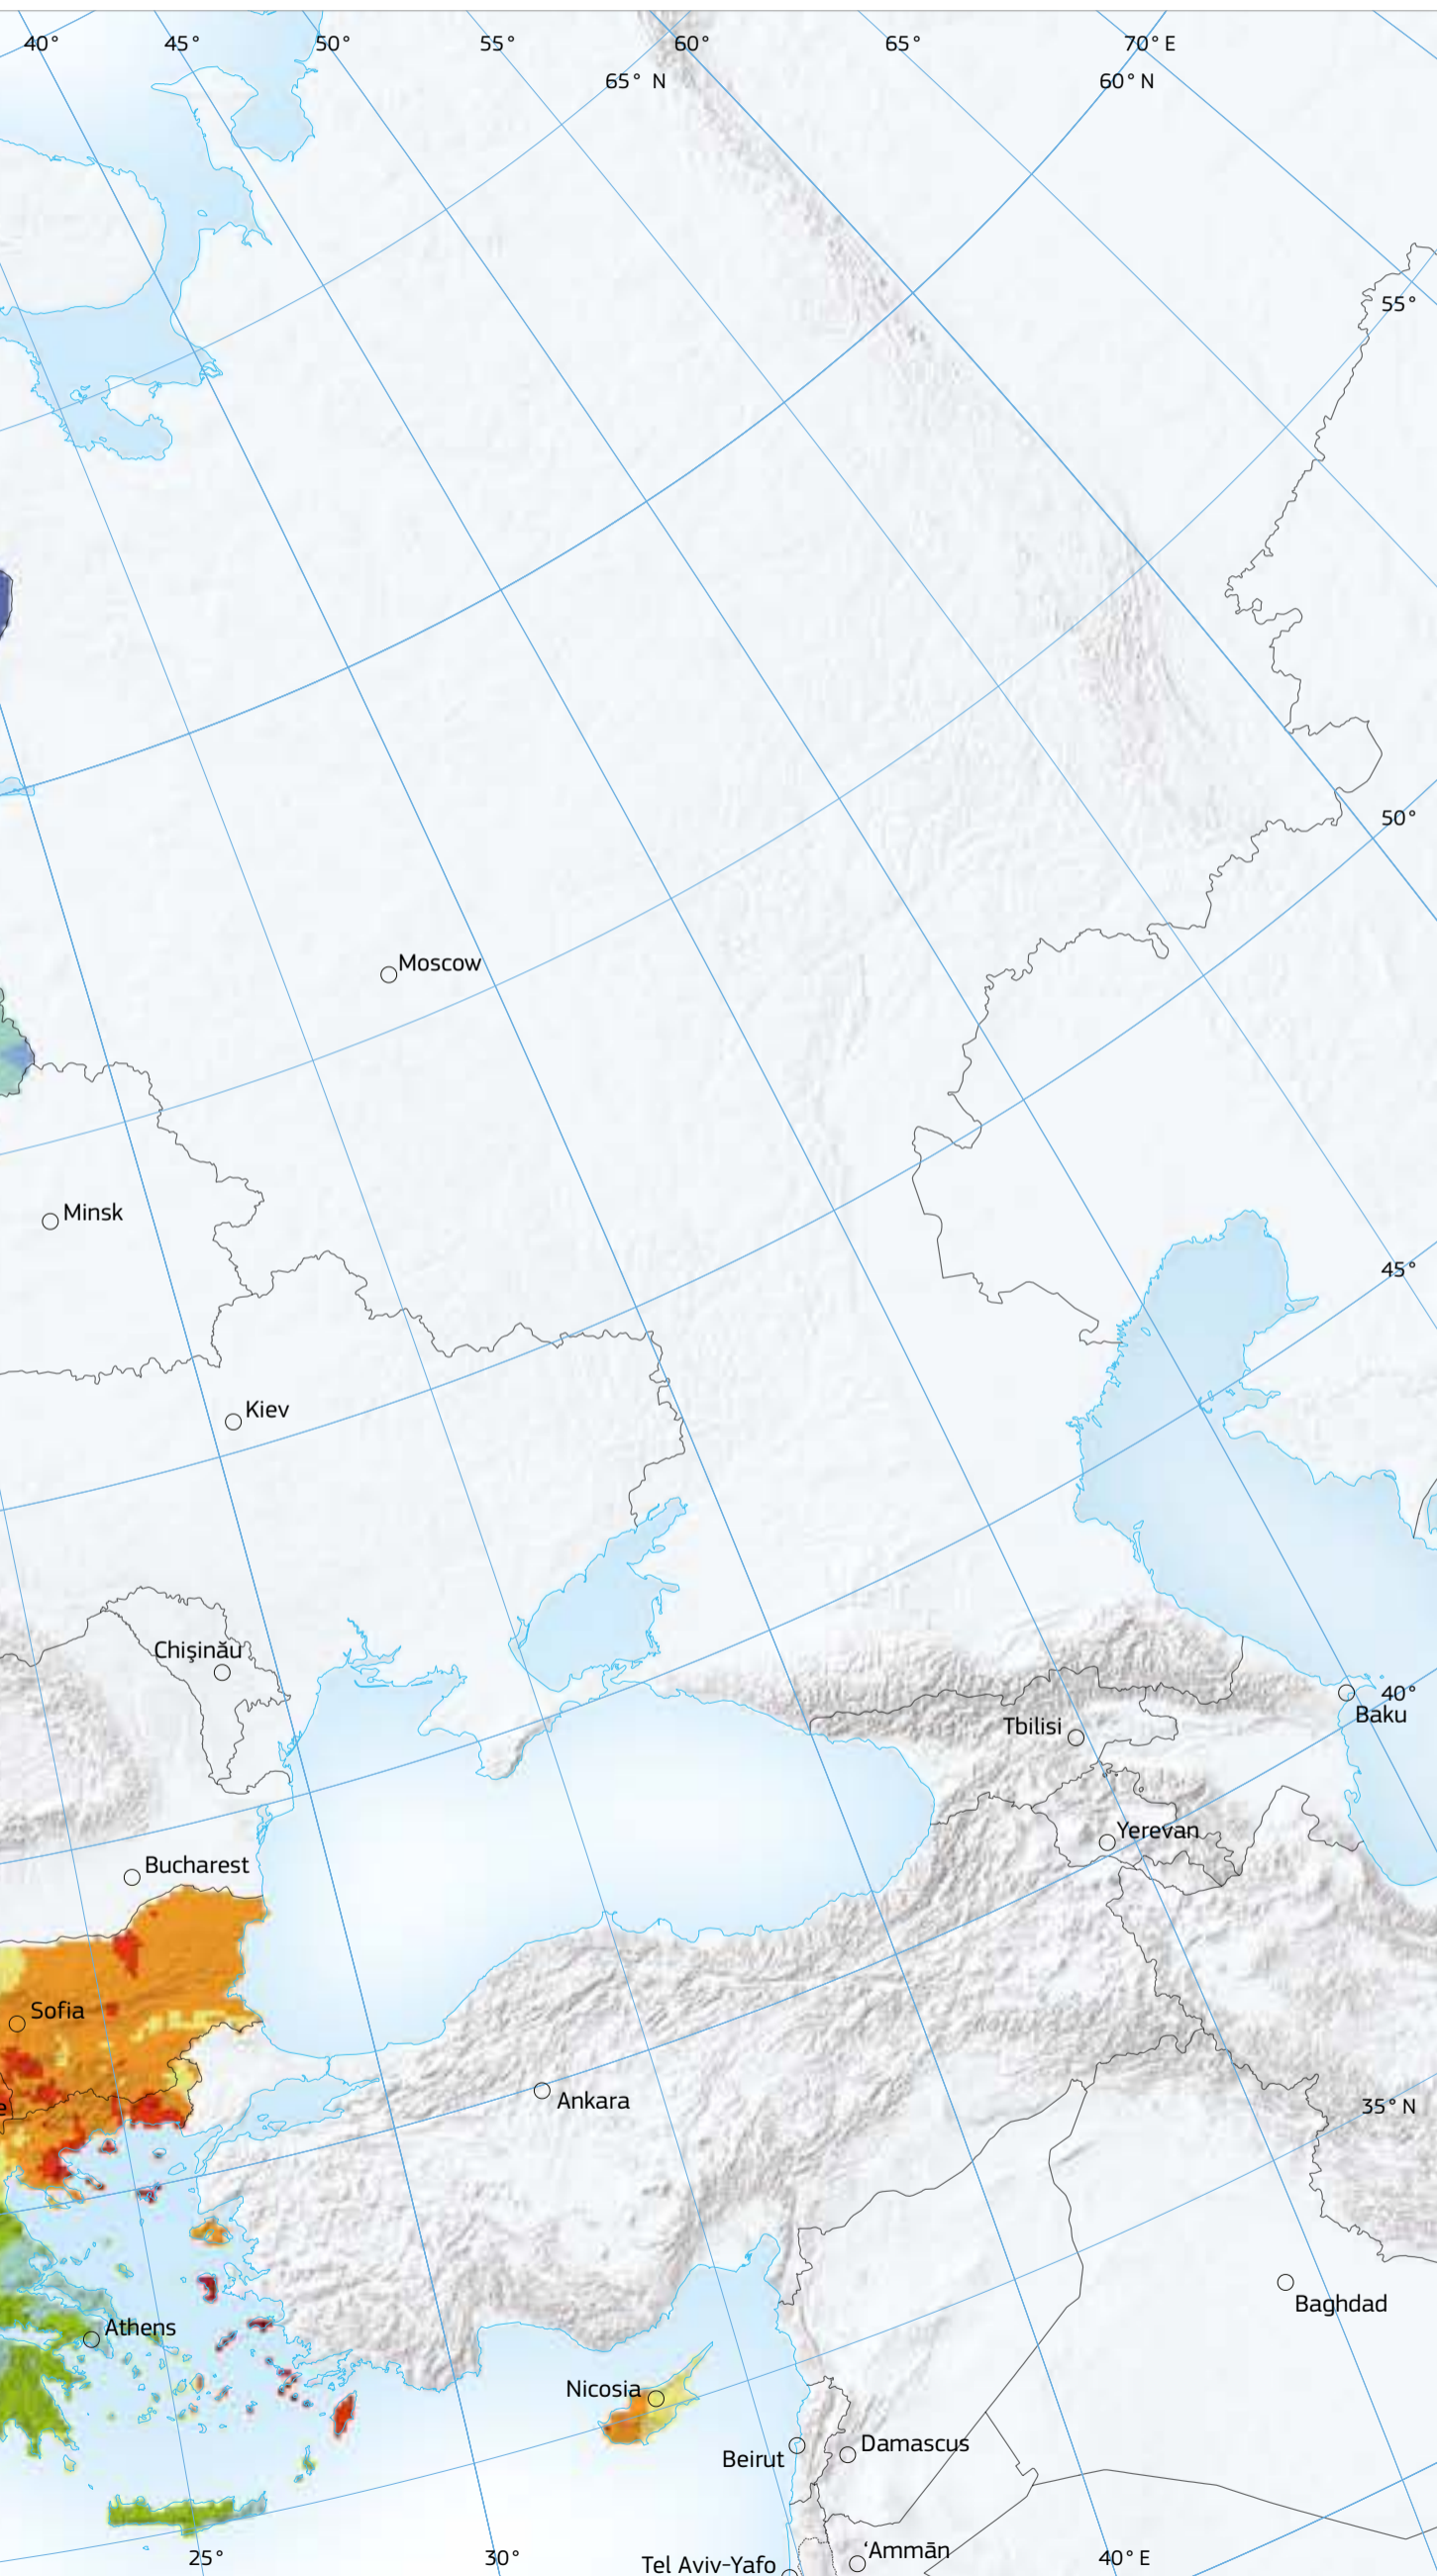 40° 45° 50° 55° 60° 65° 70° E
65° N 60° N
55°
50°
Moscow
Minsk
45°
Kiev
Chişinău
40°
Baku
Tbilisi
Yerevan
Bucharest
Sofia
Ankara
e
35° N
Baghdad
Athens
Nicosia
Damascus
Beirut
‘Ammān
25° 30° Tel Aviv-Yafo 40° E